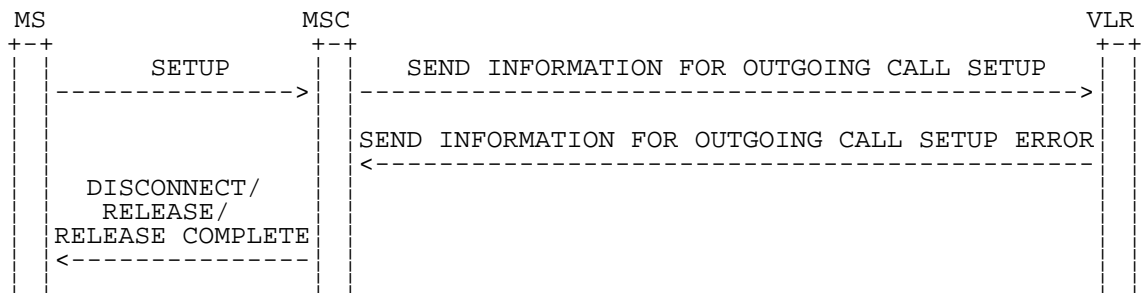 MS MSC VLR
SETUP SEND INFORMATION FOR OUTGOING CALL SETUP
SEND INFORMATION FOR OUTGOING CALL SETUP ERROR
DISCONNECT/
RELEASE/
RELEASE COMPLETE